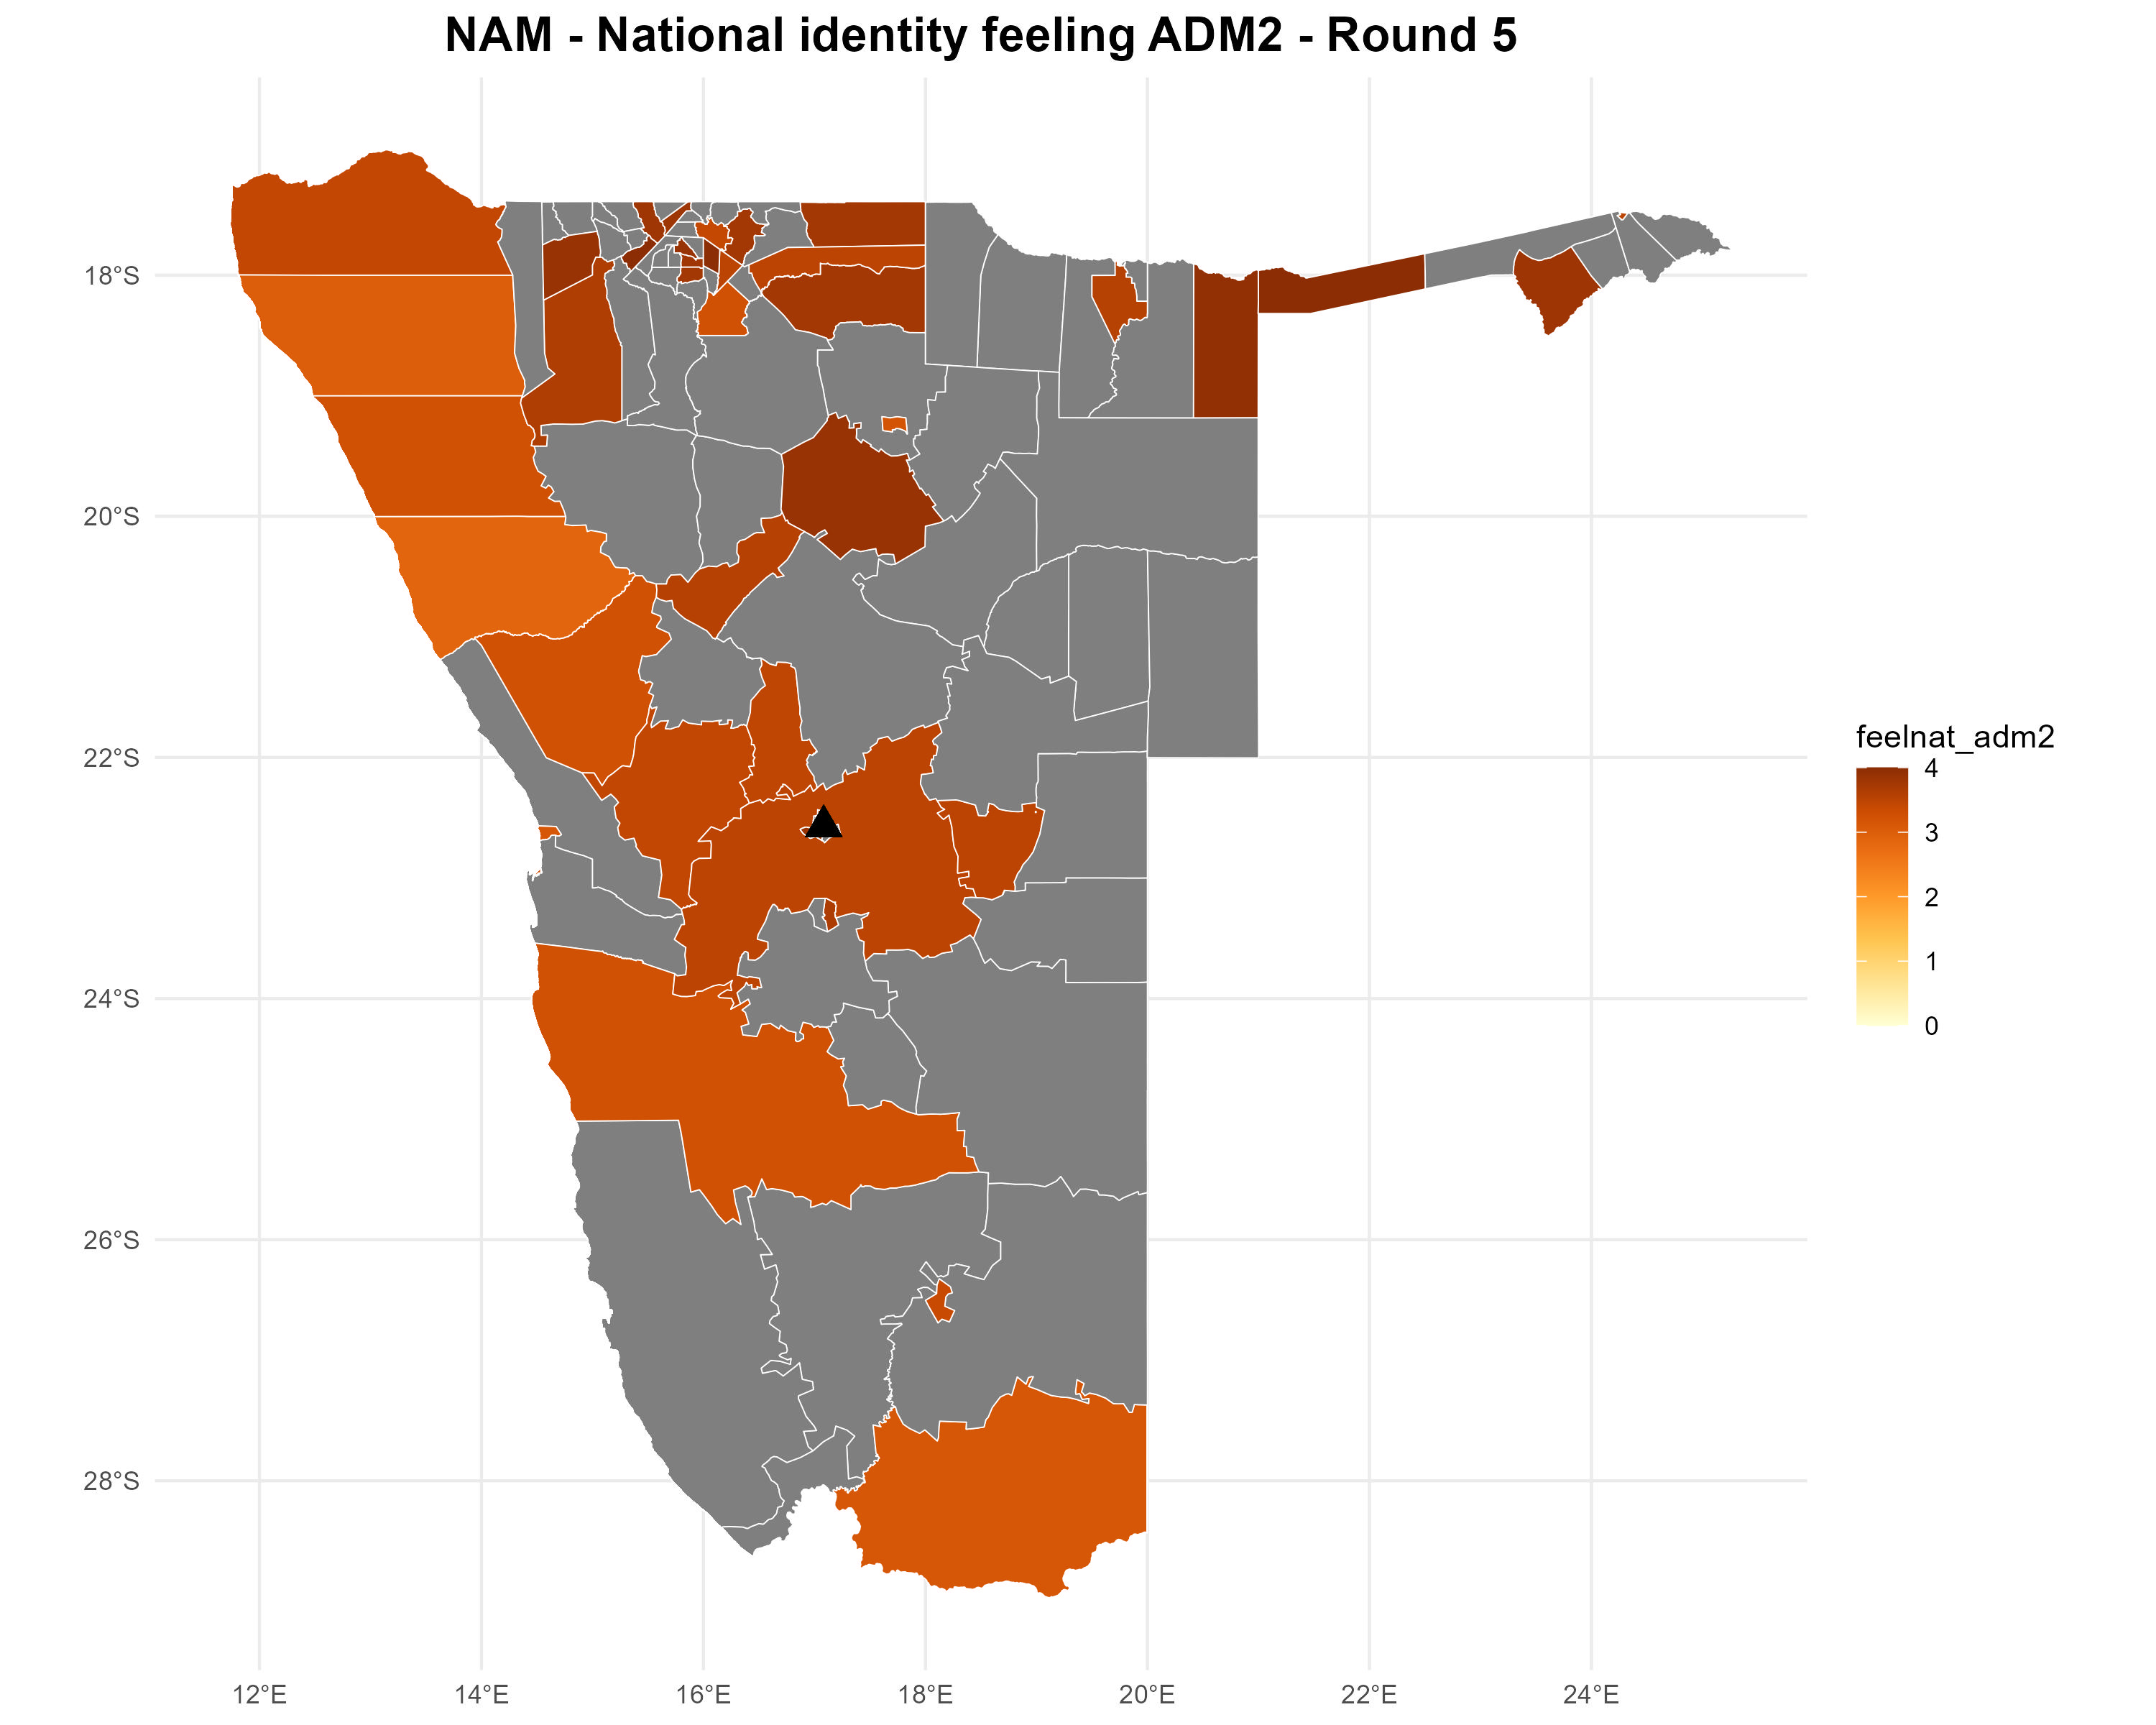 NAM - National identity feeling ADM2 - Round 5
18°S
20°S
22°S
24°S
26°S
28°S
12°E 14°E 16°E 18°E 20°E 22°E 24°E
feelnat_adm2
4
3
2
1
0